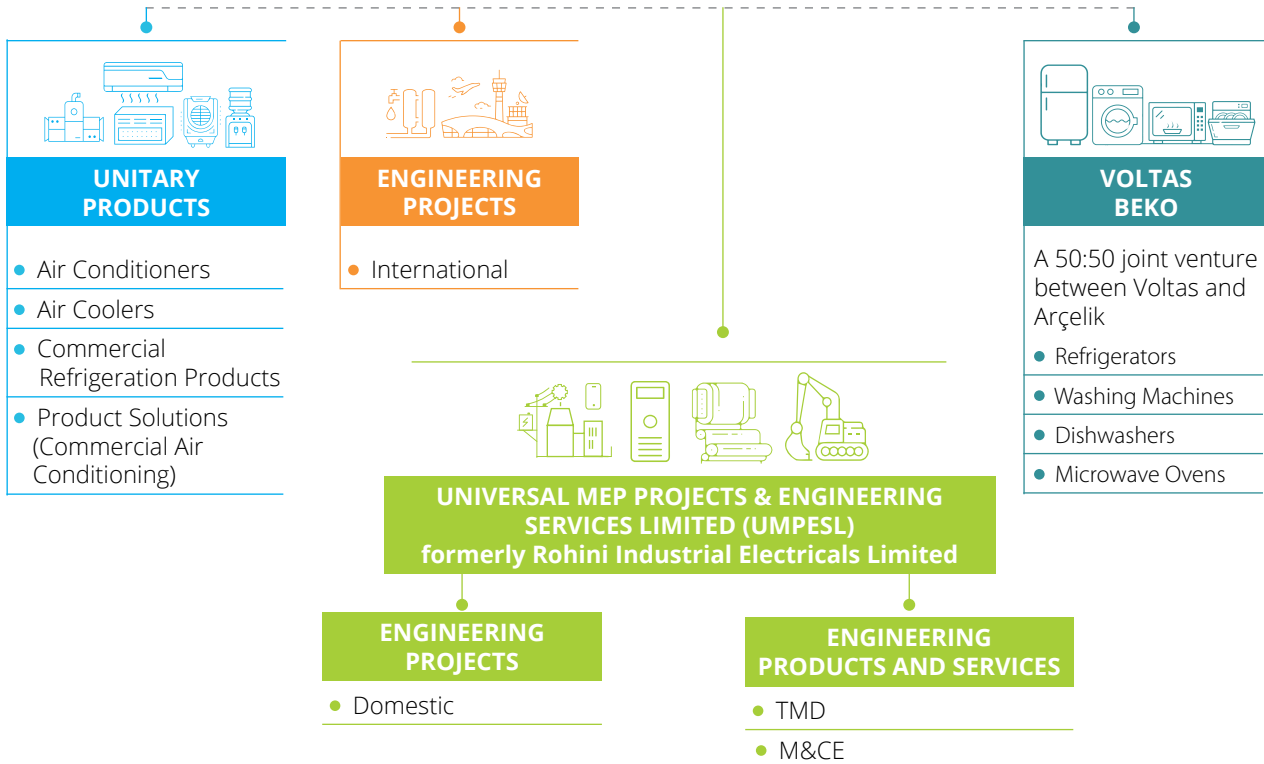 UNITARY
PRODUCTS
Air Conditioners
Air Coolers
Commercial
Refrigeration Products
Product Solutions
(Commercial Air
Conditioning)
ENGINEERING
PROJECTS
International
VOLTAS
BEKO
A 50:50 joint venture
between Voltas and
Arçelik
Refrigerators
Washing Machines
Dishwashers
Microwave Ovens
UNIVERSAL MEP PROJECTS & ENGINEERING
SERVICES LIMITED (UMPESL)
formerly Rohini Industrial Electricals Limited
ENGINEERING
PROJECTS
Domestic
ENGINEERING
PRODUCTS AND SERVICES
TMD
M&CE